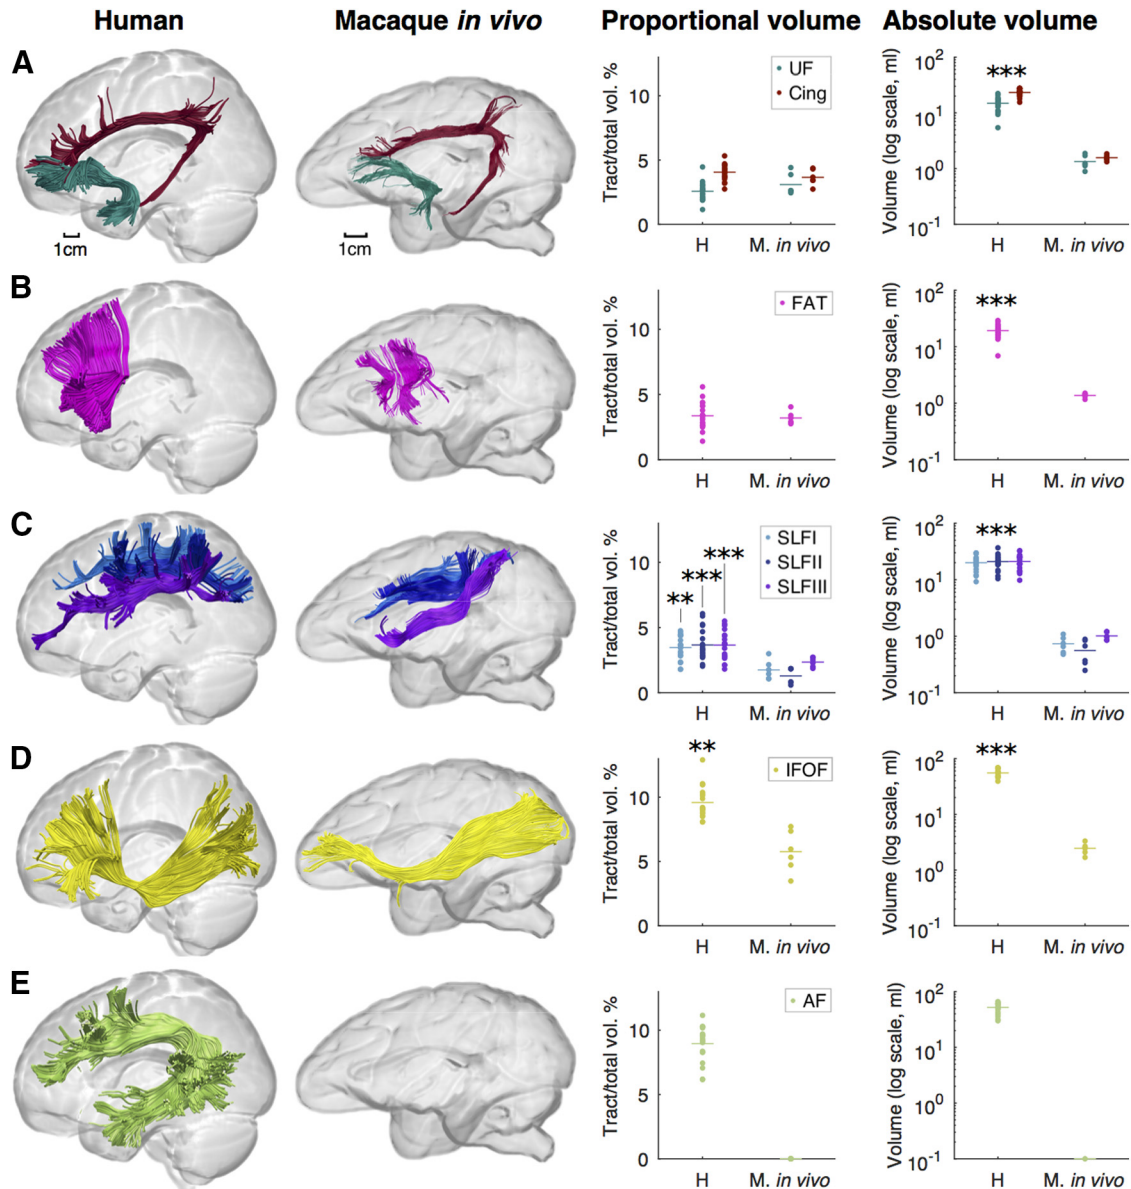 Human
Macaque in vivo
Proportional volume
Absolute volume
A
1cm
1cm
Tract/total vol. %
10
5
0
H
M. in vivo
UF
Cing
Volume (log scale, ml)
10²
10¹
10⁰
10⁻¹
***
H
M. in vivo
B
Tract/total vol. %
10
5
0
H
M. in vivo
FAT
Volume (log scale, ml)
10²
10¹
10⁰
10⁻¹
***
H
M. in vivo
C
Tract/total vol. %
10
5
0
**
***
***
H
M. in vivo
SLFI
SLFII
SLFIII
Volume (log scale, ml)
10²
10¹
10⁰
10⁻¹
***
H
M. in vivo
D
Tract/total vol. %
10
5
0
**
H
M. in vivo
IFOF
Volume (log scale, ml)
10²
10¹
10⁰
10⁻¹
***
H
M. in vivo
E
Tract/total vol. %
10
5
0
H
M. in vivo
AF
Volume (log scale, ml)
10²
10¹
10⁰
10⁻¹
H
M. in vivo